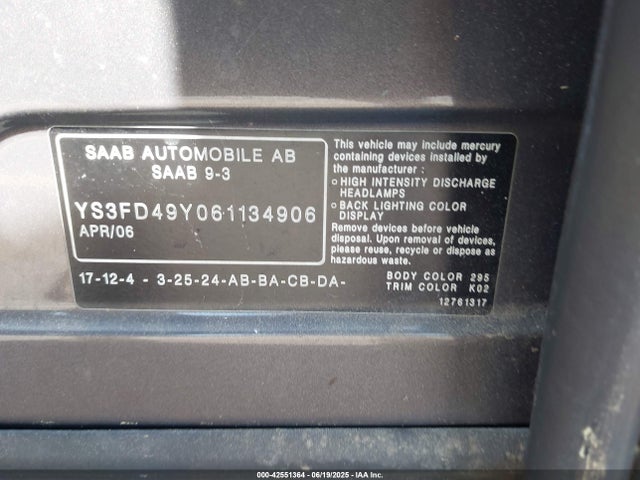 SAAB AUTOMOBILE AB
SAAB 9-3
YS3FD49Y061134906
APR/06
17-12-4 - 3-25-24-AB-BA-CB-DA-
This vehicle may include mercury
containing devices installed by
the manufacturer :
○ HIGH INTENSITY DISCHARGE
HEADLAMPS
○ BACK LIGHTING COLOR
DISPLAY
Remove devices before vehicle
disposal. Upon removal of devices,
please reuse, recycle or dispose as
hazardous waste.
BODY COLOR 295
TRIM COLOR K02
12761317
000-42551364 - 06/19/2025 - IAA Inc.